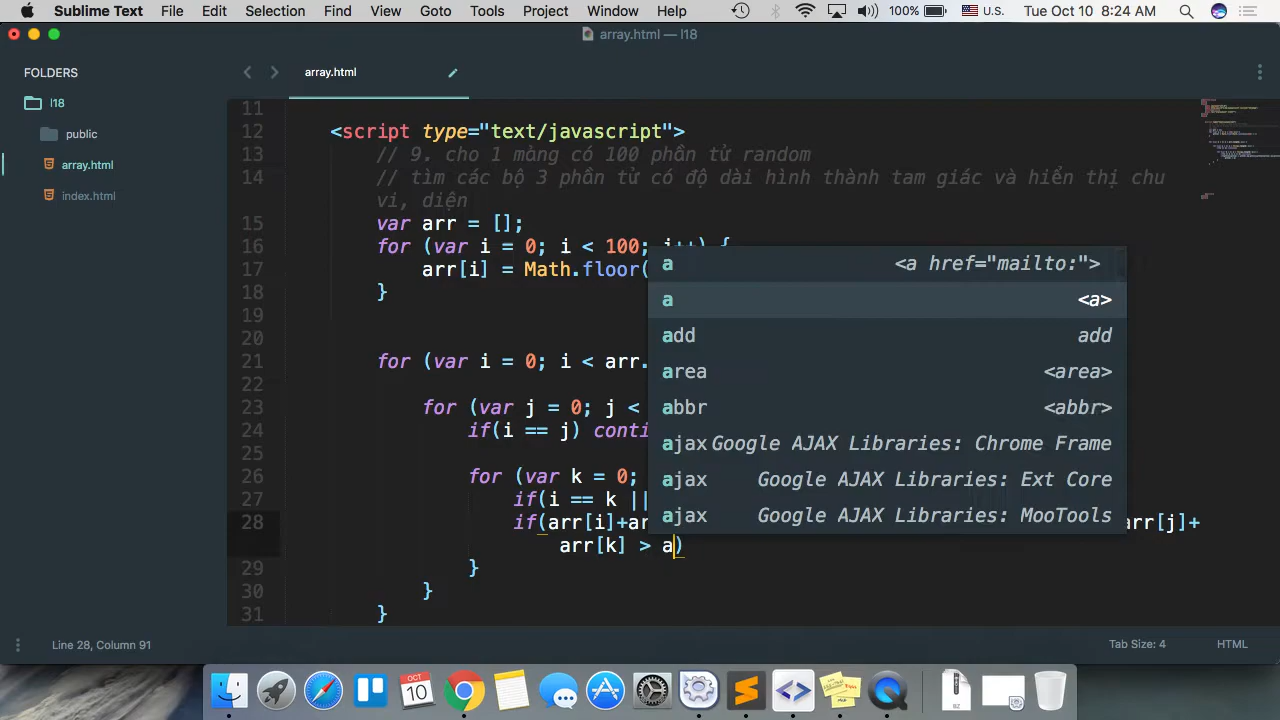 Sublime Text File Edit Selection Find View Goto Tools Project Window Help 100% U.S. Tue Oct 10 8:24 AM
array.html — l18
FOLDERS
array.html
l18
public
array.html
index.html
11
12 <script type="text/javascript">
13 // 9. cho 1 mảng có 100 phần tử random
14 // tìm các bộ 3 phần tử có độ dài hình thành tam giác và hiển thị chu
vi, diện
15 var arr = [];
16 for (var i = 0; i < 100; i++) {
17 arr[i] = Math.floor(
18 }
19
20
21 for (var i = 0; i < arr.
22
23 for (var j = 0; j <
24 if(i == j) conti
25
26 for (var k = 0;
27 if(i == k ||
28 if(arr[i]+ar arr[j]+
arr[k] > a)
29 }
30 }
31 }
a <a href="mailto:">
a <a>
add add
area <area>
abbr <abbr>
ajax Google AJAX Libraries: Chrome Frame
ajax Google AJAX Libraries: Ext Core
ajax Google AJAX Libraries: MooTools
Line 28, Column 91 Tab Size: 4 HTML
OCT
10